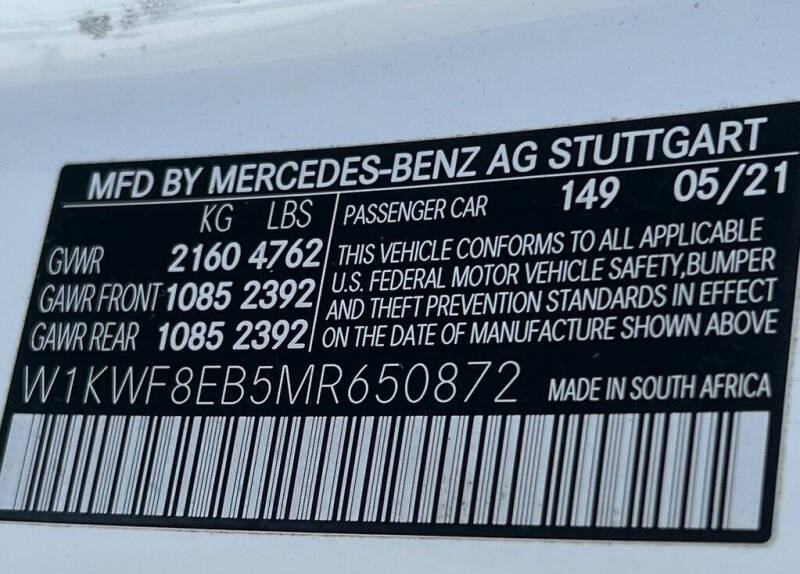 MFD BY MERCEDES-BENZ AG STUTTGART
KG LBS
PASSENGER CAR 149 05/21
GVWR 2160 4762
GAWR FRONT 1085 2392
GAWR REAR 1085 2392
THIS VEHICLE CONFORMS TO ALL APPLICABLE
U.S. FEDERAL MOTOR VEHICLE SAFETY,BUMPER
AND THEFT PREVENTION STANDARDS IN EFFECT
ON THE DATE OF MANUFACTURE SHOWN ABOVE
W1KWF8EB5MR650872 MADE IN SOUTH AFRICA